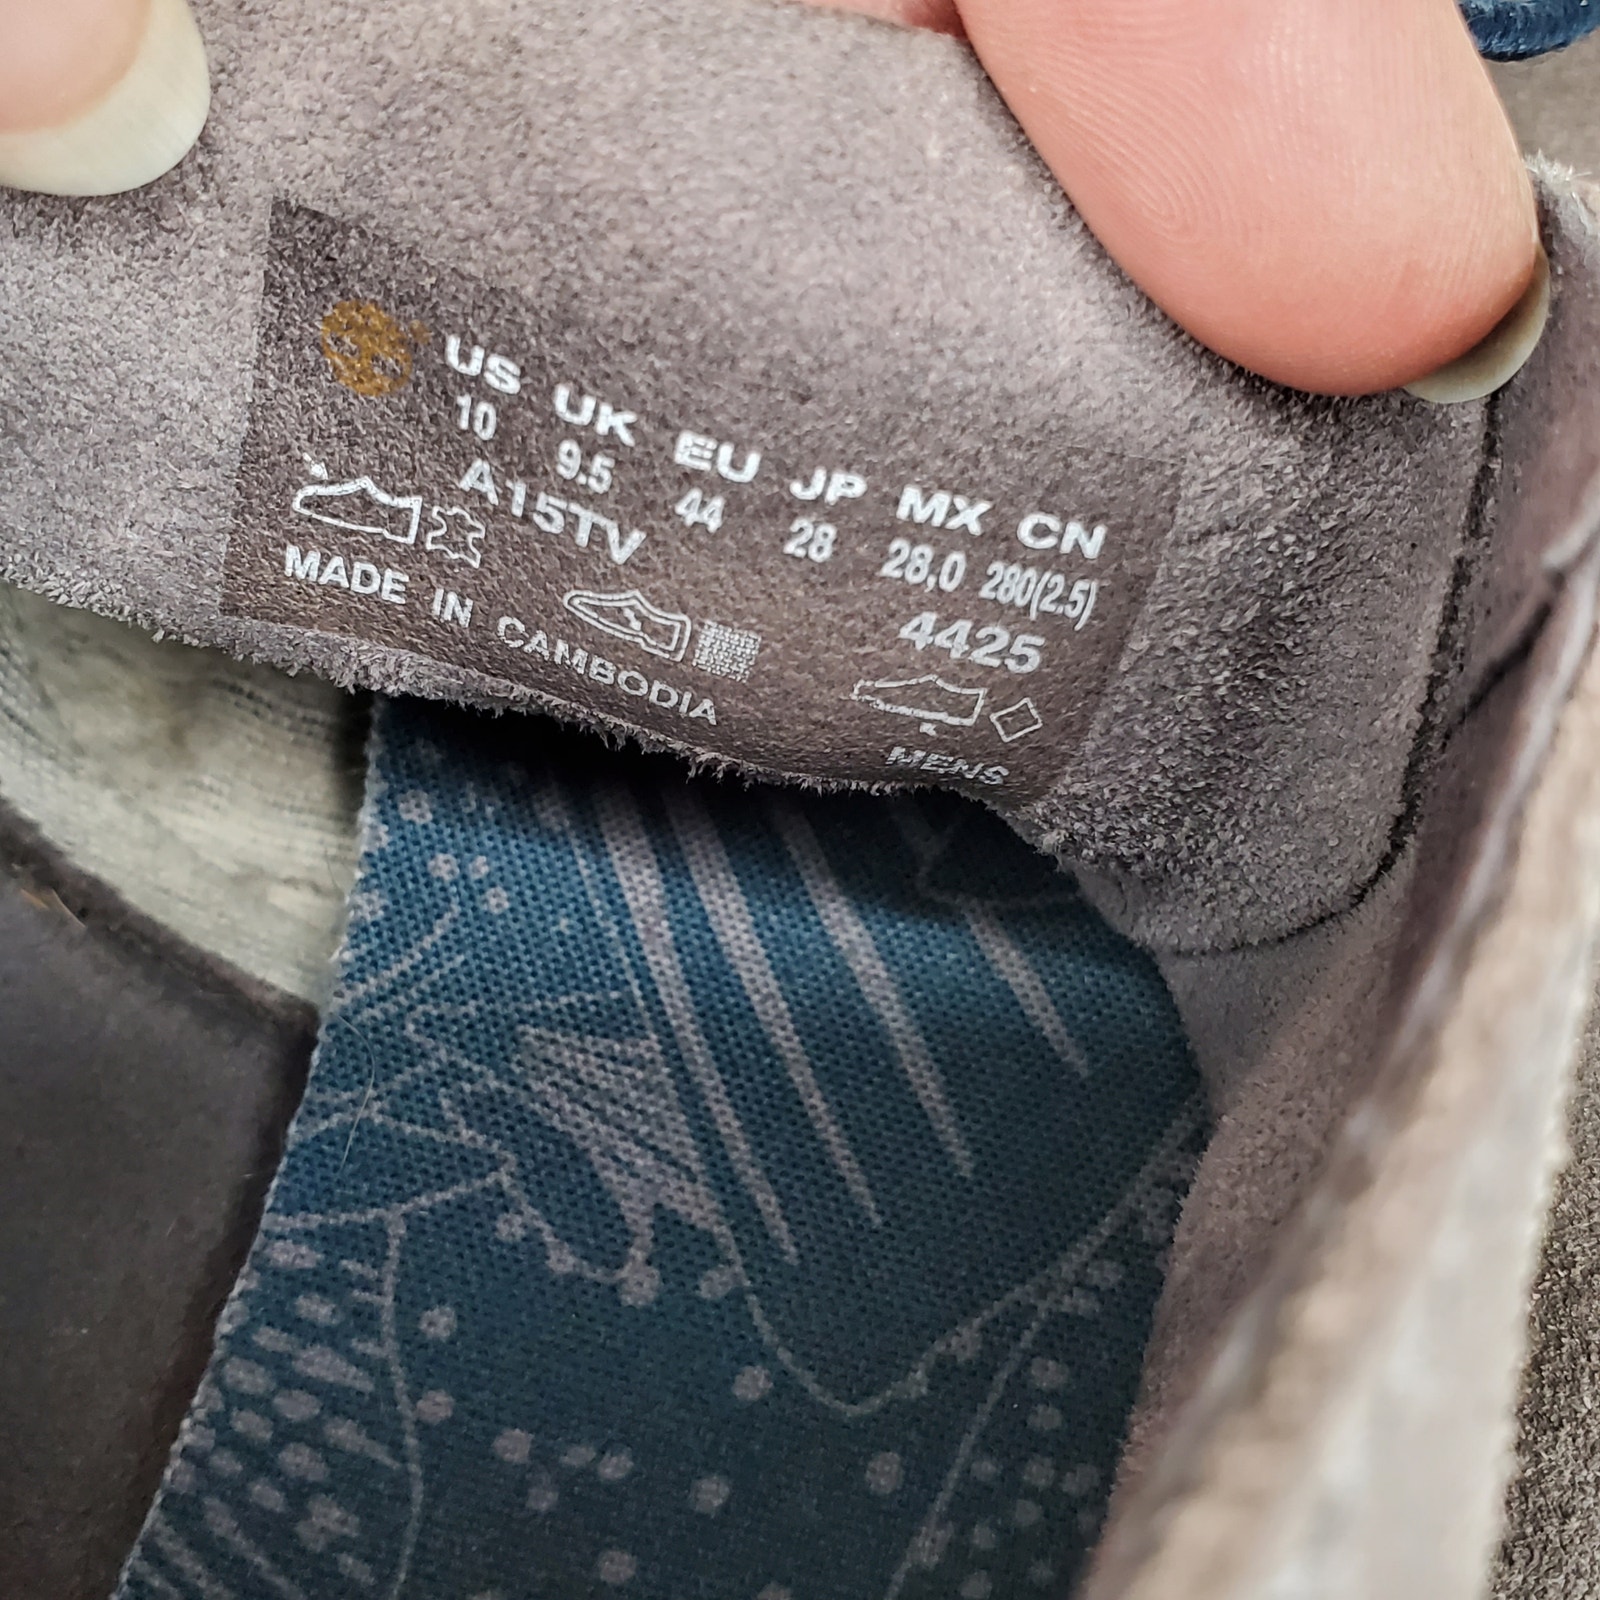 US UK EU JP MX CN
10 9.5 44 28 28,0 280(2.5)
A15TV 4425
MADE IN CAMBODIA
MENS